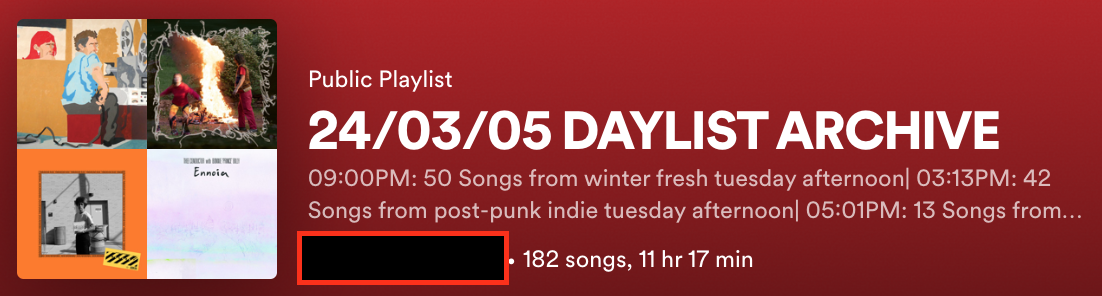 Public Playlist
24/03/05 DAYLIST ARCHIVE
09:00PM: 50 Songs from winter fresh tuesday afternoon| 03:13PM: 42
Songs from post-punk indie tuesday afternoon| 05:01PM: 13 Songs from…
• 182 songs, 11 hr 17 min
Ennoia